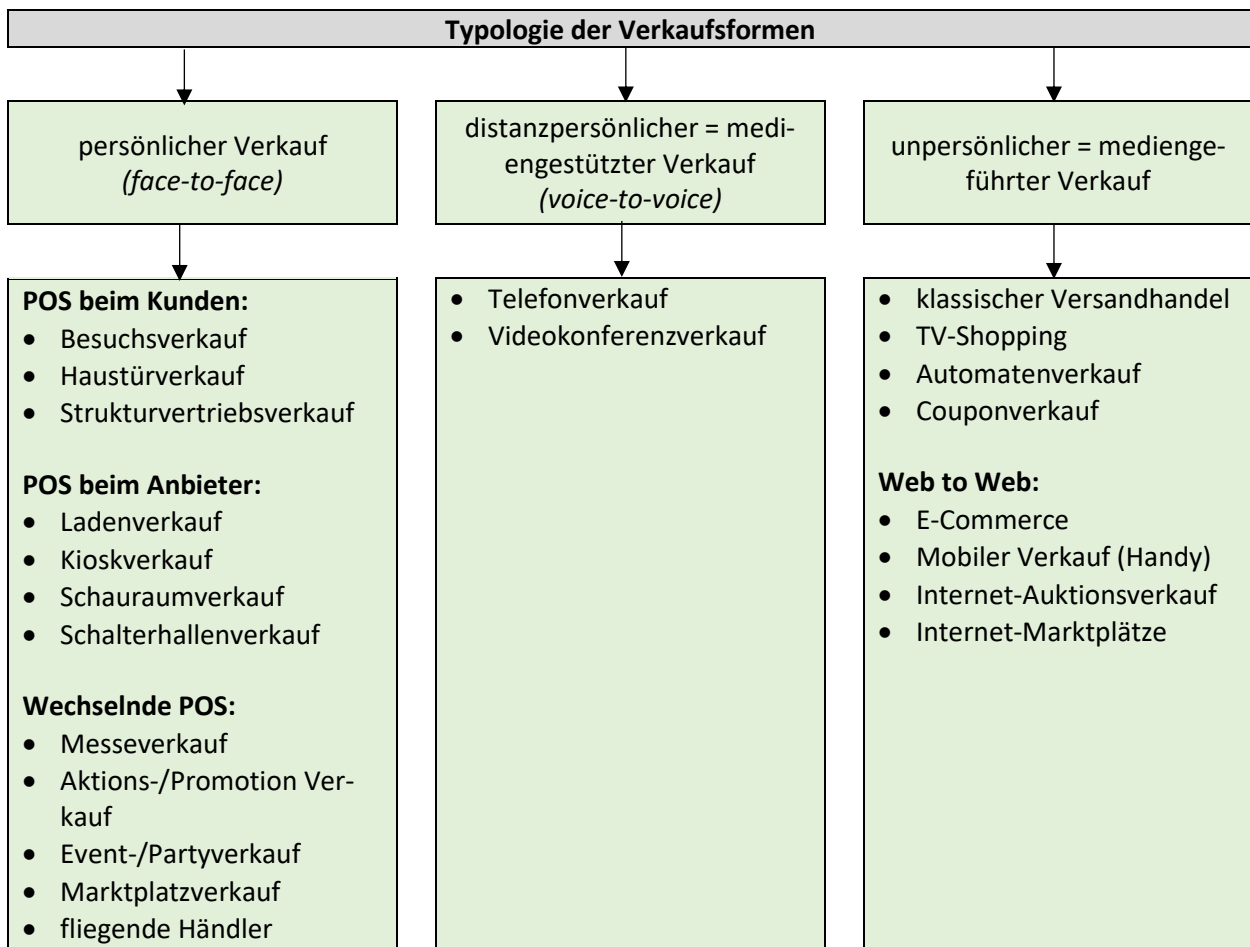 Typologie der Verkaufsformen
persönlicher Verkauf
(face-to-face)
distanzpersönlicher = medi-
engestützter Verkauf
(voice-to-voice)
unpersönlicher = medienge-
führter Verkauf
POS beim Kunden:
• Besuchsverkauf
• Haustürverkauf
• Strukturvertriebsverkauf
POS beim Anbieter:
• Ladenverkauf
• Kioskverkauf
• Schauraumverkauf
• Schalterhallenverkauf
Wechselnde POS:
• Messeverkauf
• Aktions-/Promotion Ver-
kauf
• Event-/Partyverkauf
• Marktplatzverkauf
• fliegende Händler
• Telefonverkauf
• Videokonferenzverkauf
• klassischer Versandhandel
• TV-Shopping
• Automatenverkauf
• Couponverkauf
Web to Web:
• E-Commerce
• Mobiler Verkauf (Handy)
• Internet-Auktionsverkauf
• Internet-Marktplätze